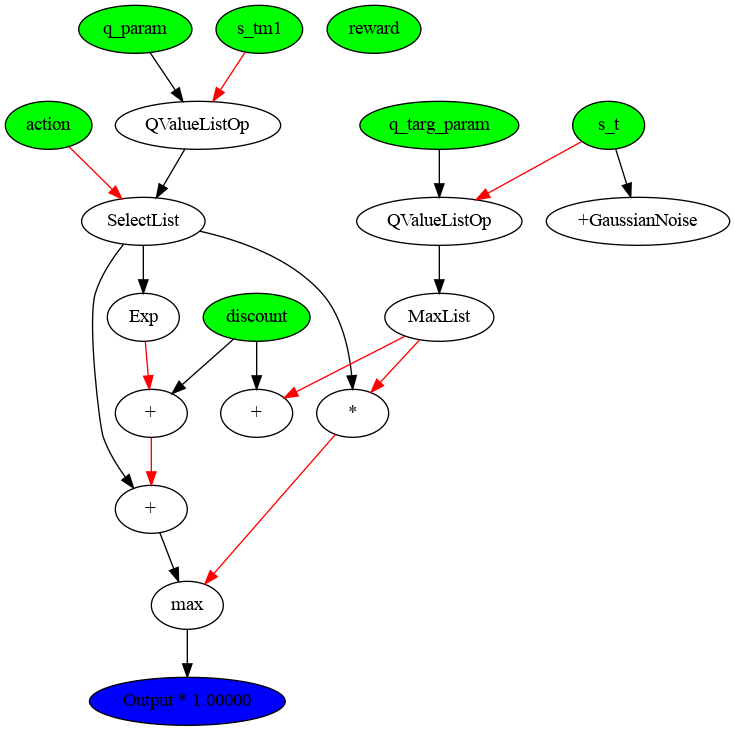 q_param
s_tm1
reward
action
QValueListOp
q_targ_param
s_t
SelectList
QValueListOp
+GaussianNoise
Exp
discount
MaxList
+
+
*
+
max
Output * 1.00000